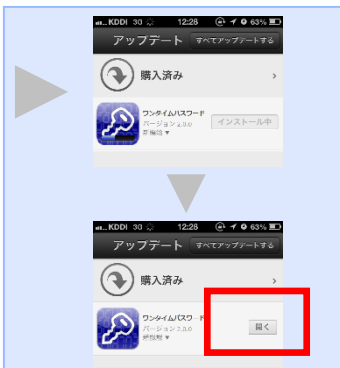 KDDI 3G 12:28 63%
アップデート すべてアップデートする
購入済み
ワンタイムパスワード
バージョン 2.0.0 インストール中
新機能 ▼
KDDI 3G 12:28 63%
アップデート すべてアップデートする
購入済み
ワンタイムパスワード
バージョン 2.0.0 開く
新機能 ▼